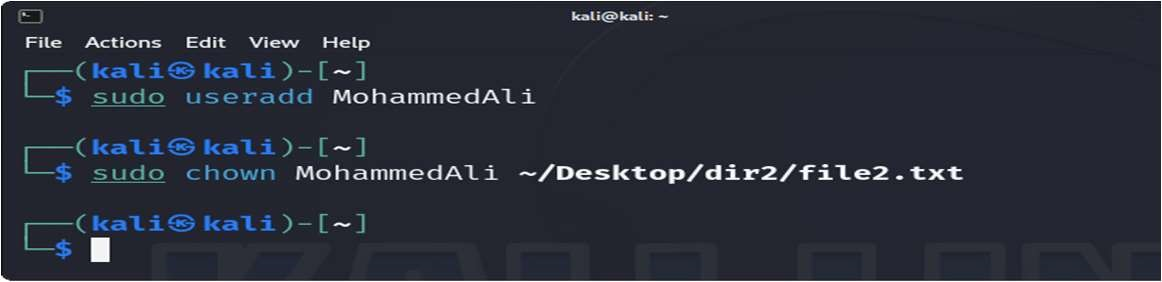 kali@kali: ~
File Actions Edit View Help
┌──(kali㉿kali)-[~]
└─$ sudo useradd MohammedAli
┌──(kali㉿kali)-[~]
└─$ sudo chown MohammedAli ~/Desktop/dir2/file2.txt
┌──(kali㉿kali)-[~]
└─$